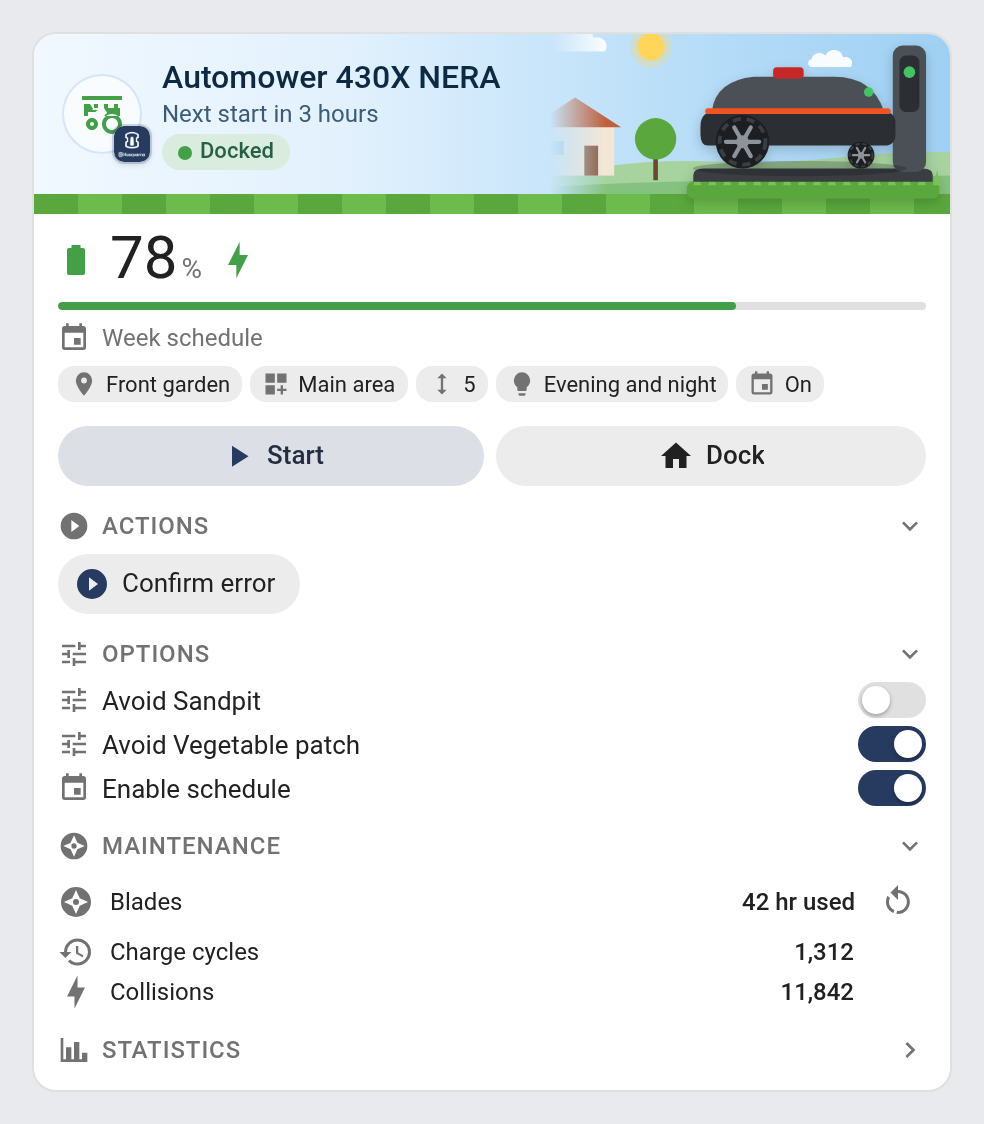 Automower 430X NERA
Next start in 3 hours
Docked
78 %
Week schedule
Front garden
Main area
5
Evening and night
On
Start
Dock
ACTIONS
Confirm error
OPTIONS
Avoid Sandpit
Avoid Vegetable patch
Enable schedule
MAINTENANCE
Blades 42 hr used
Charge cycles 1,312
Collisions 11,842
STATISTICS